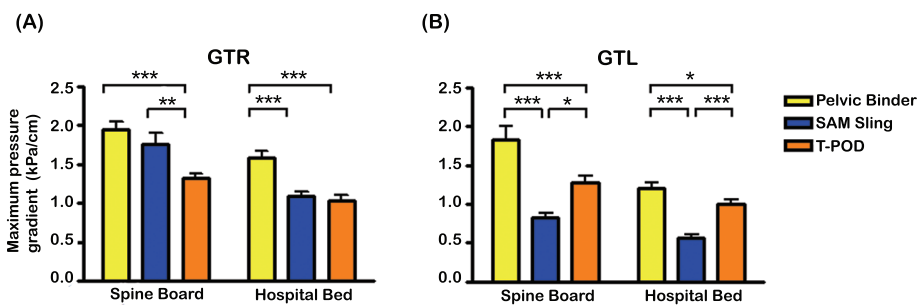 (A)
GTR
Maximum pressure
gradient (kPa/cm)
2.5
2.0
1.5
1.0
0.5
0.0
***
**
***
***
Spine Board
Hospital Bed
(B)
GTL
2.5
2.0
1.5
1.0
0.5
0.0
***
***
*
*
***
***
Spine Board
Hospital Bed
Pelvic Binder
SAM Sling
T-POD